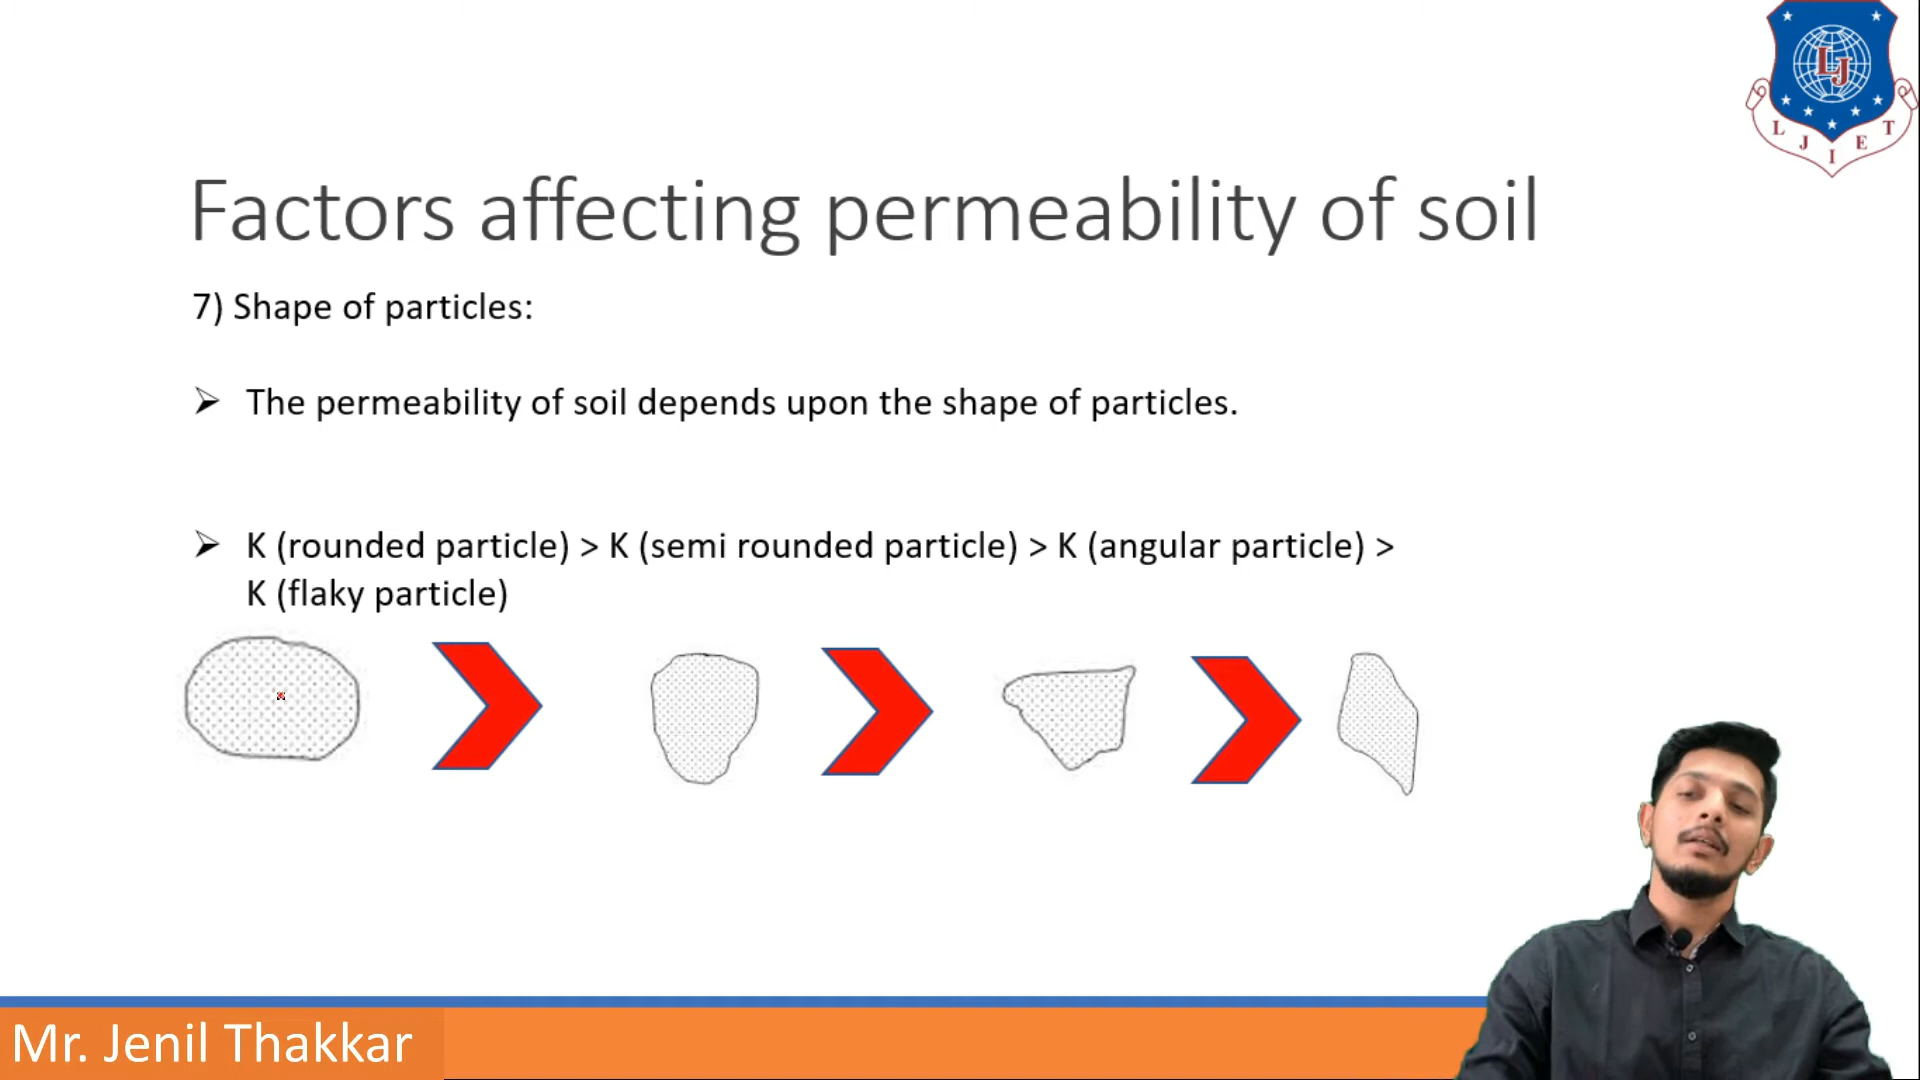 LJ
L J I E T
Factors affecting permeability of soil
7) Shape of particles:
➢ The permeability of soil depends upon the shape of particles.
➢ K (rounded particle) > K (semi rounded particle) > K (angular particle) >
K (flaky particle)
Mr. Jenil Thakkar